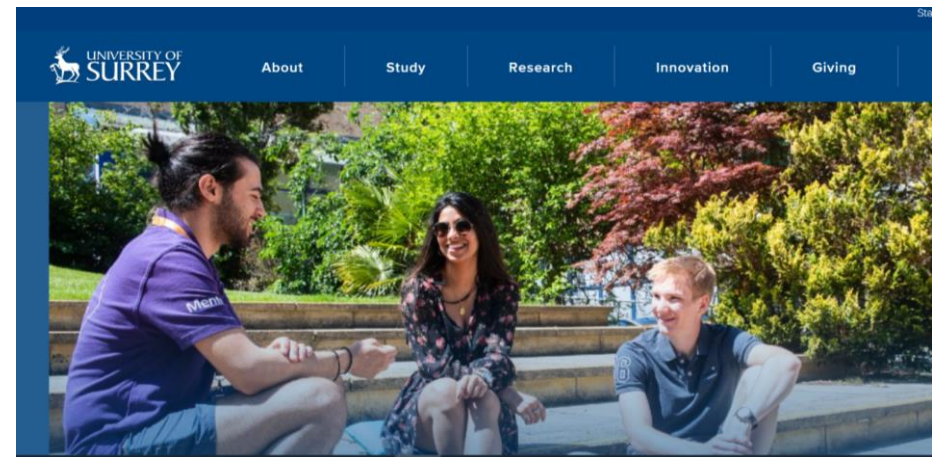 UNIVERSITY OF
SURREY
About
Study
Research
Innovation
Giving